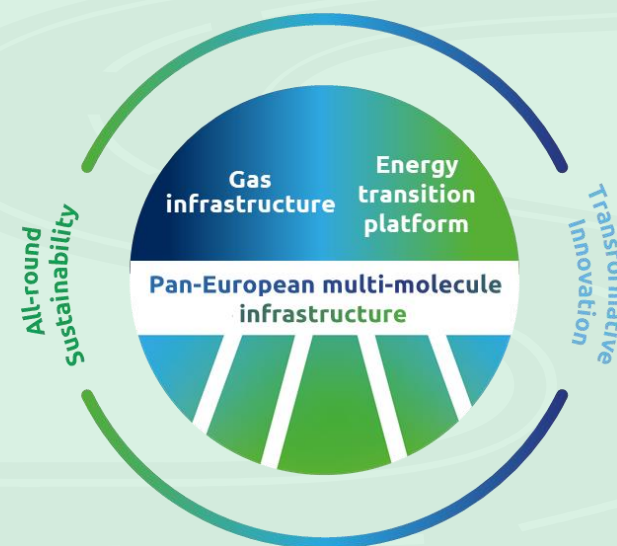 Gas
infrastructure
Energy
transition
platform
Pan-European multi-molecule
infrastructure
All-round
Sustainability
Transformative
Innovation